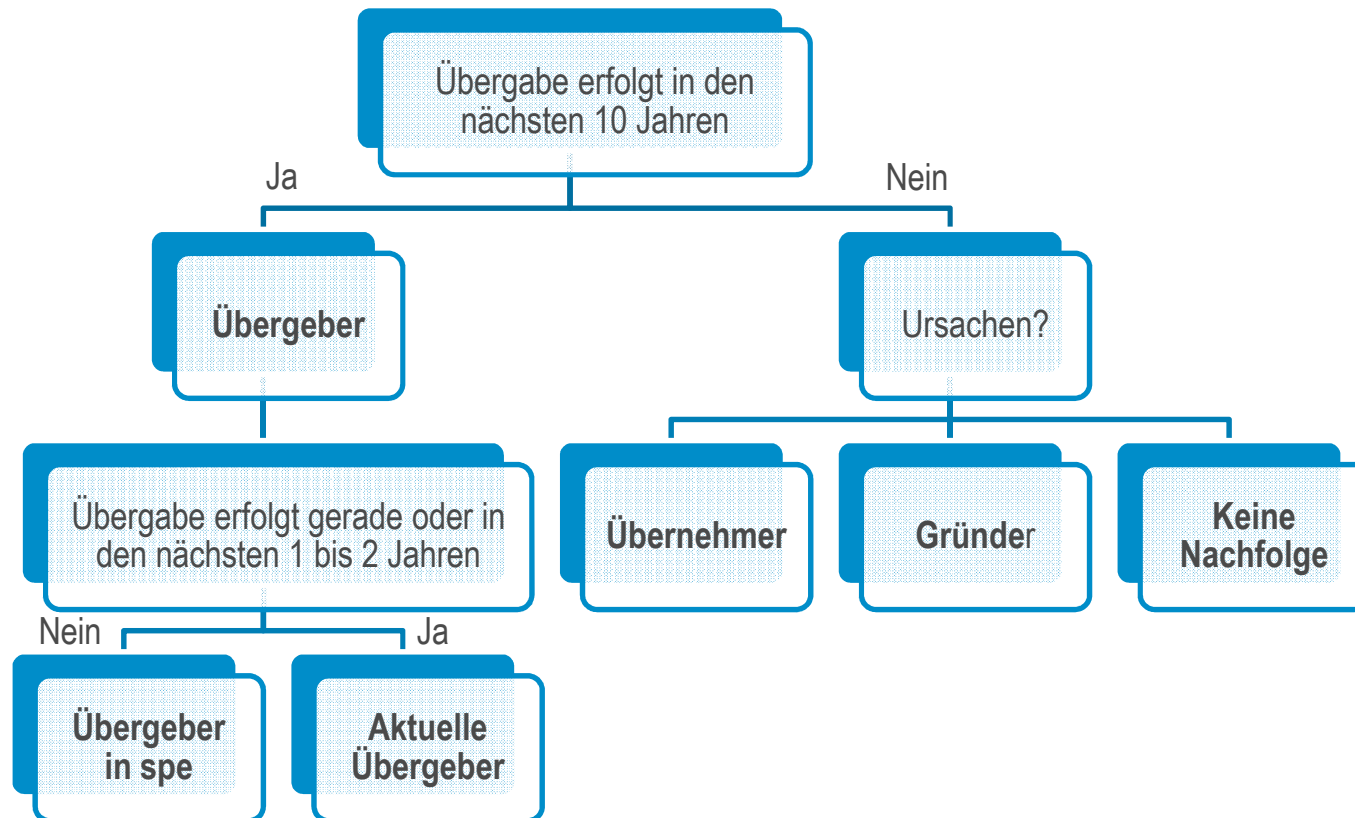 Übergabe erfolgt in den
nächsten 10 Jahren
Ja
Nein
Übergeber
Ursachen?
Übergabe erfolgt gerade oder in
den nächsten 1 bis 2 Jahren
Übernehmer
Gründer
Keine
Nachfolge
Nein
Ja
Übergeber
in spe
Aktuelle
Übergeber